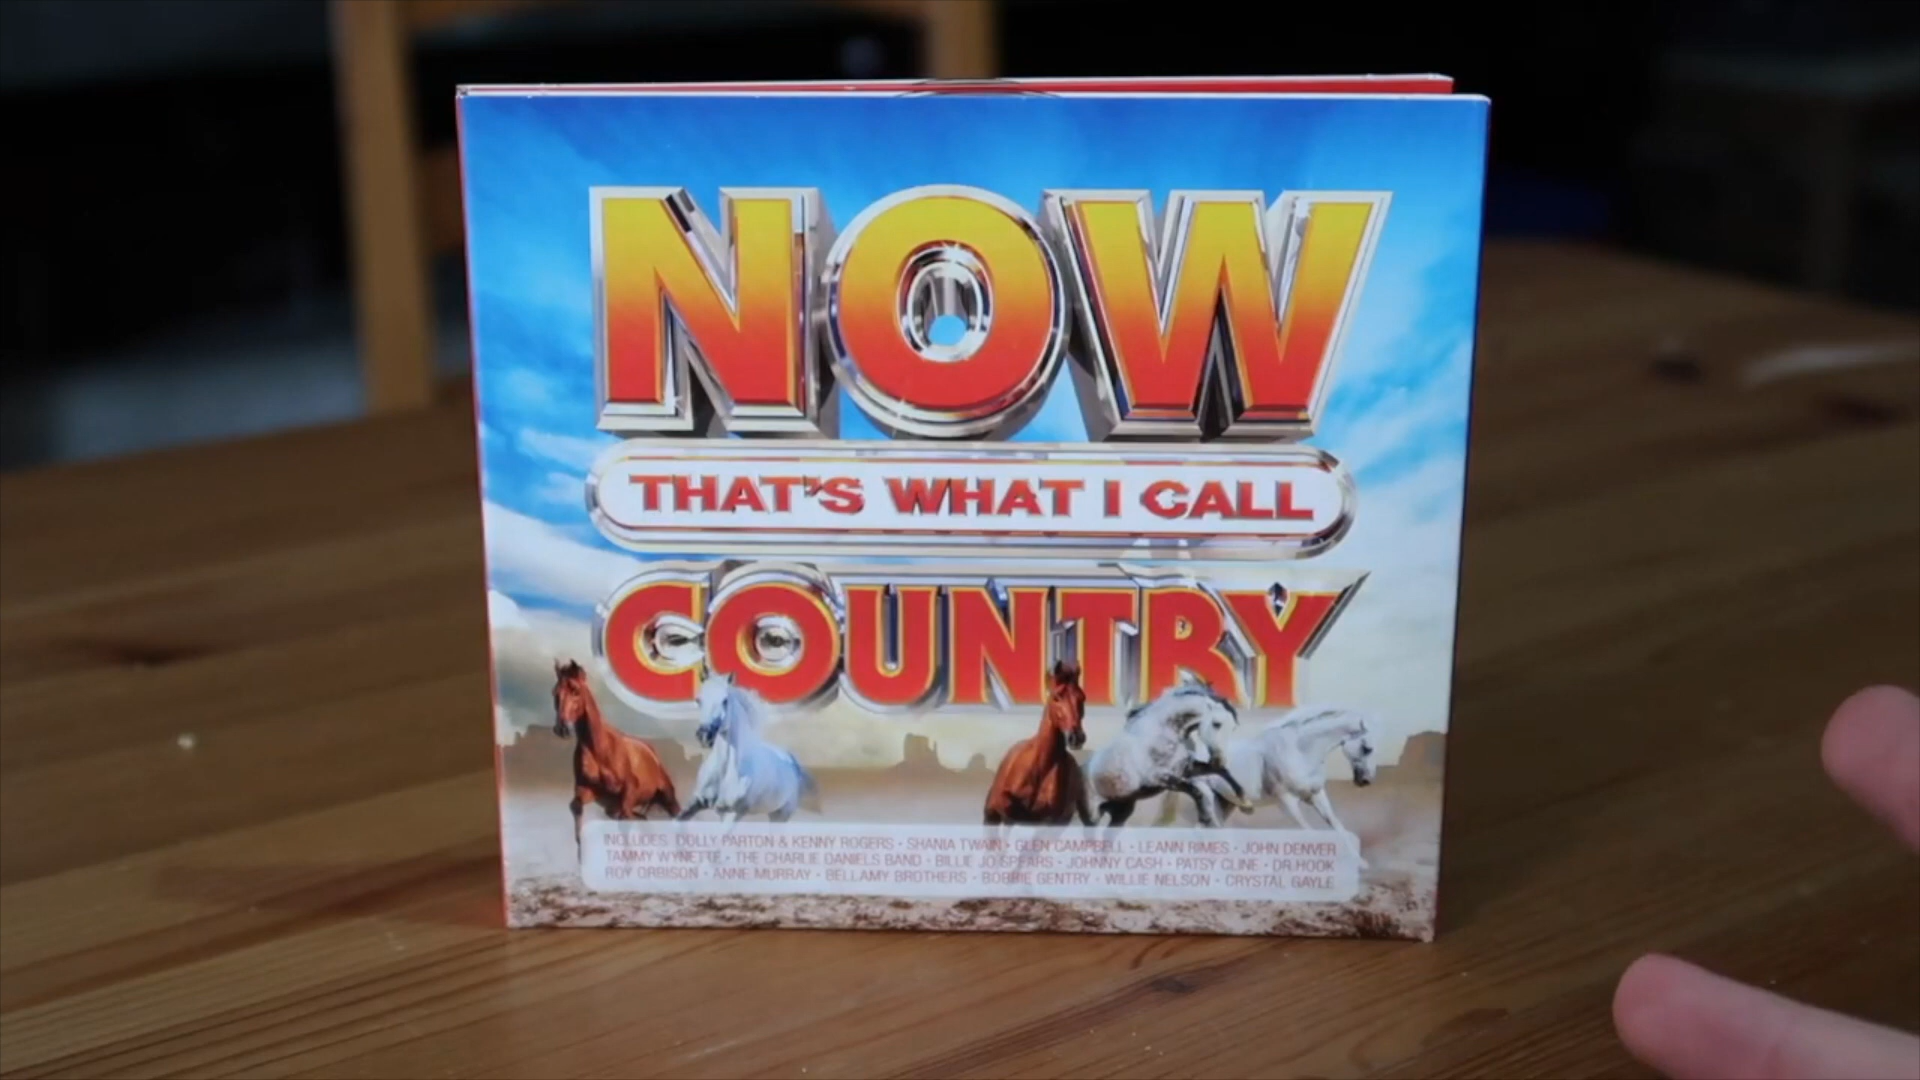 NOW
THAT'S WHAT I CALL
COUNTRY
INCLUDES: DOLLY PARTON & KENNY ROGERS • SHANIA TWAIN • GLEN CAMPBELL • LEANN RIMES • JOHN DENVER
TAMMY WYNETTE • THE CHARLIE DANIELS BAND • BILLIE JO SPEARS • JOHNNY CASH • PATSY CLINE • DR.HOOK
ROY ORBISON • ANNE MURRAY • BELLAMY BROTHERS • BOBBIE GENTRY • WILLIE NELSON • CRYSTAL GAYLE